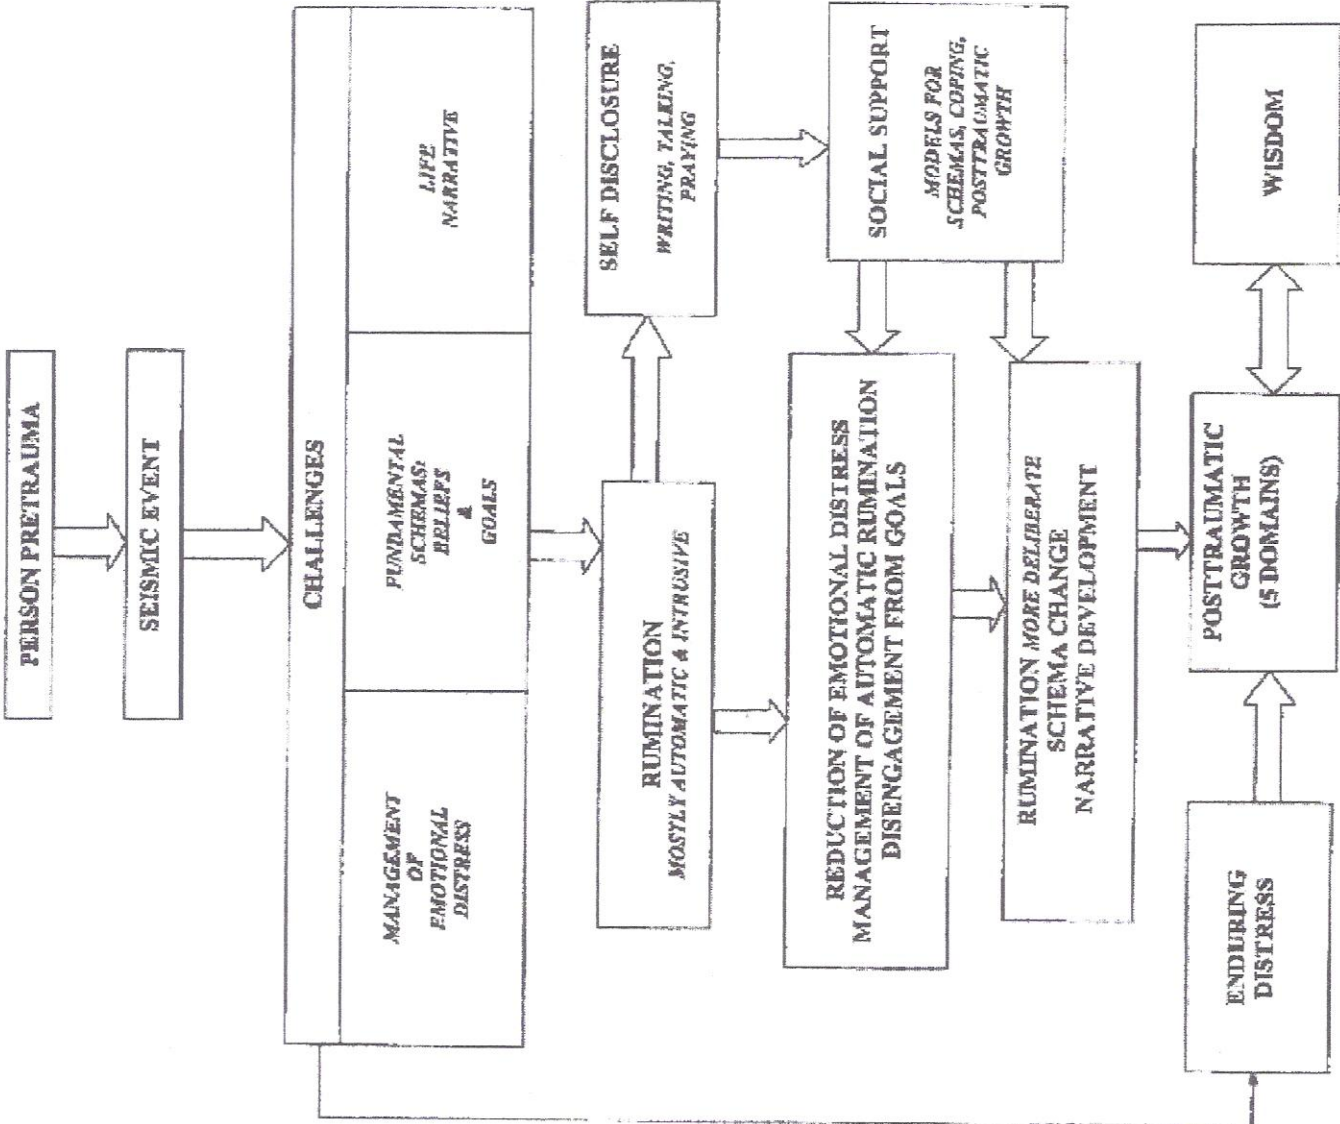 PERSON PRETRAUMA
SEISMIC EVENT
CHALLENGES
MANAGEMENT
OF
EMOTIONAL
DISTRESS
FUNDAMENTAL
SCHEMAS:
BELIEFS
&
GOALS
LIFE
NARRATIVE
RUMINATION
MOSTLY AUTOMATIC & INTRUSIVE
SELF DISCLOSURE
WRITING, TALKING,
PRAYING
REDUCTION OF EMOTIONAL DISTRESS
MANAGEMENT OF AUTOMATIC RUMINATION
DISENGAGEMENT FROM GOALS
SOCIAL SUPPORT
MODELS FOR
SCHEMAS, COPING,
POSTTRAUMATIC
GROWTH
RUMINATION MORE DELIBERATE
SCHEMA CHANGE
NARRATIVE DEVELOPMENT
ENDURING
DISTRESS
POSTTRAUMATIC
GROWTH
(5 DOMAINS)
WISDOM